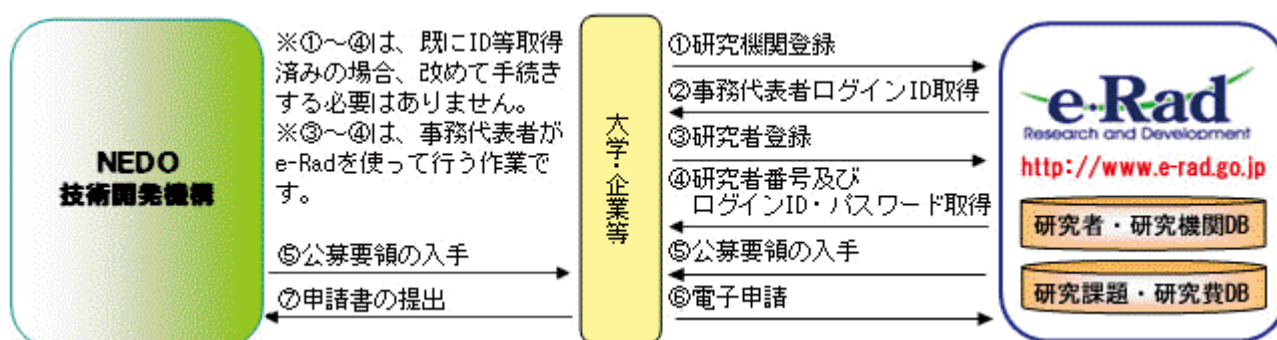 NEDO
技術開発機構
※①～④は、既にID等取得
済みの場合、改めて手続き
する必要はありません。
※③～④は、事務代表者が
e-Radを使って行う作業で
す。
⑤公募要領の入手
⑦申請書の提出
大学・企業等
①研究機関登録
②事務代表者ログインID取得
③研究者登録
④研究者番号及び
ログインID・パスワード取得
⑤公募要領の入手
⑥電子申請
e-Rad
Research and Development
http://www.e-rad.go.jp
研究者・研究機関DB
研究課題・研究費DB